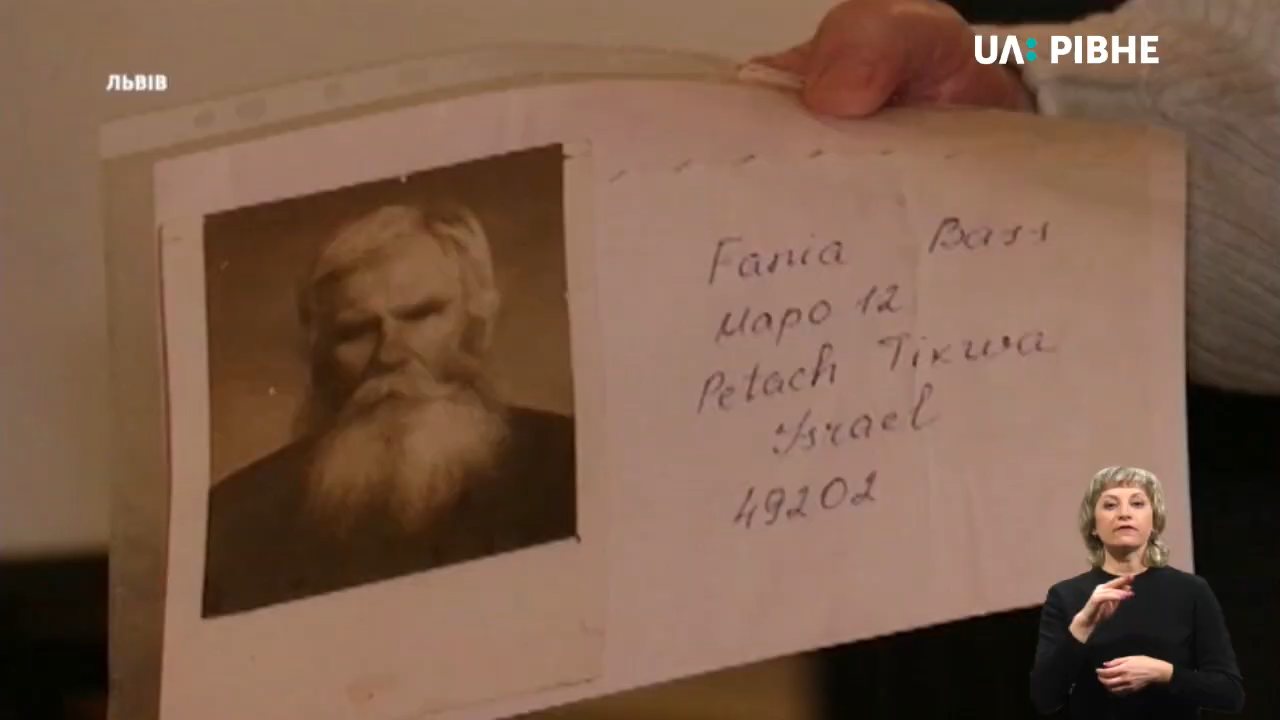 ЛЬВІВ
UA: РІВНЕ
Fania Bass
Mapo 12
Petach Tikwa
Israel
49202